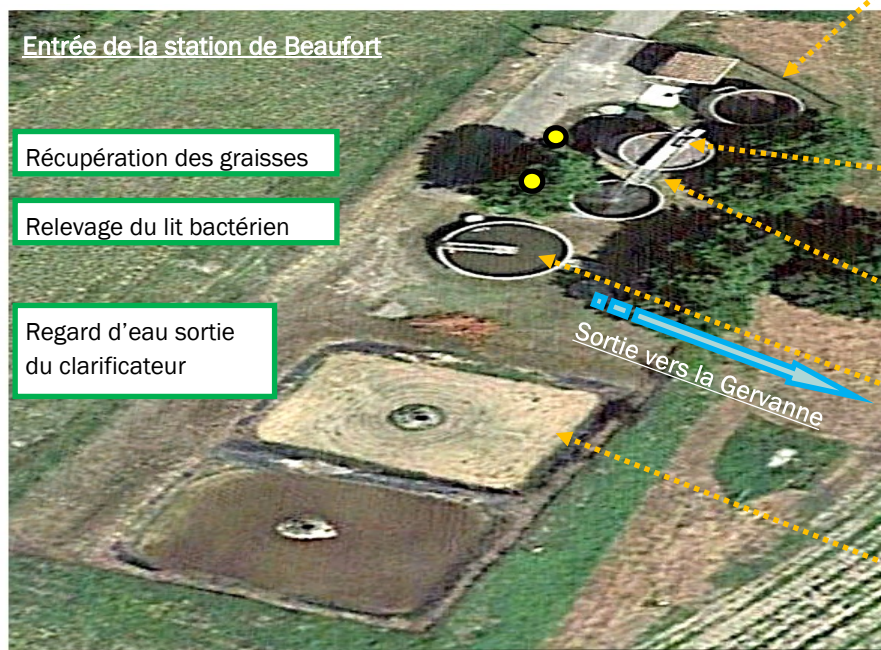 Entrée de la station de Beaufort
Récupération des graisses
Relevage du lit bactérien
Regard d’eau sortie
du clarificateur
Sortie vers la Gervanne